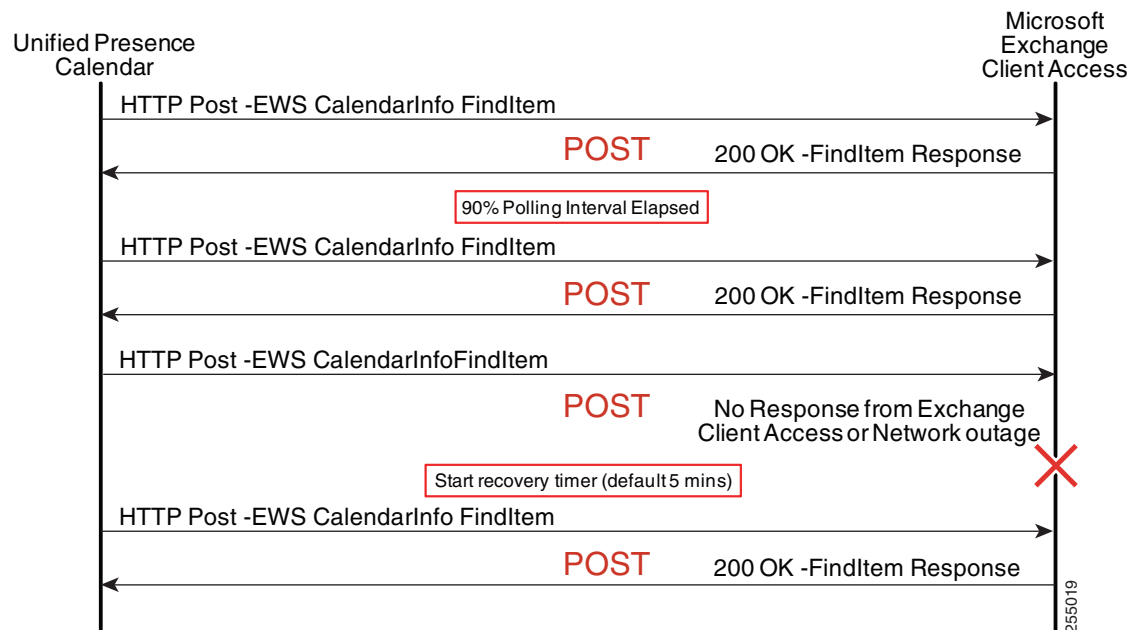 Unified Presence
Calendar
Microsoft
Exchange
Client Access
HTTP Post -EWS CalendarInfo FindItem
POST
200 OK -FindItem Response
90% Polling Interval Elapsed
HTTP Post -EWS CalendarInfo FindItem
POST
200 OK -FindItem Response
HTTP Post -EWS CalendarInfoFindItem
POST
No Response from Exchange
Client Access or Network outage
Start recovery timer (default 5 mins)
HTTP Post -EWS CalendarInfo FindItem
POST
200 OK -FindItem Response
255019